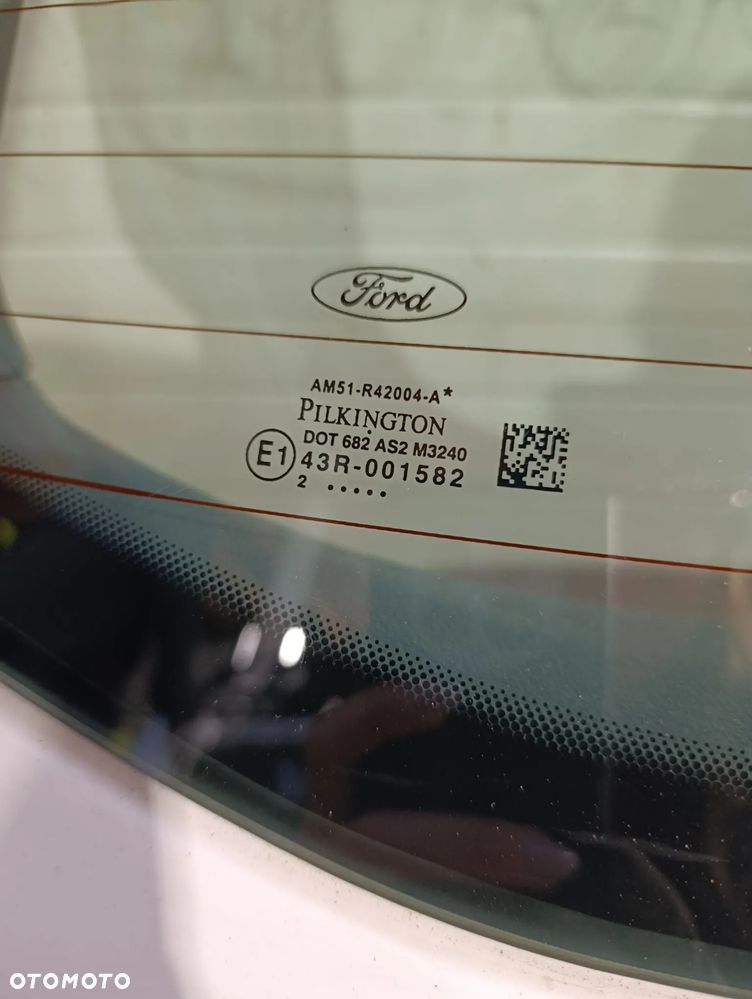 Ford
AM51-R42004-A*
PILKINGTON
DOT 682 AS2 M3240
E1 43R-001582
2 .....
OTOMOTO